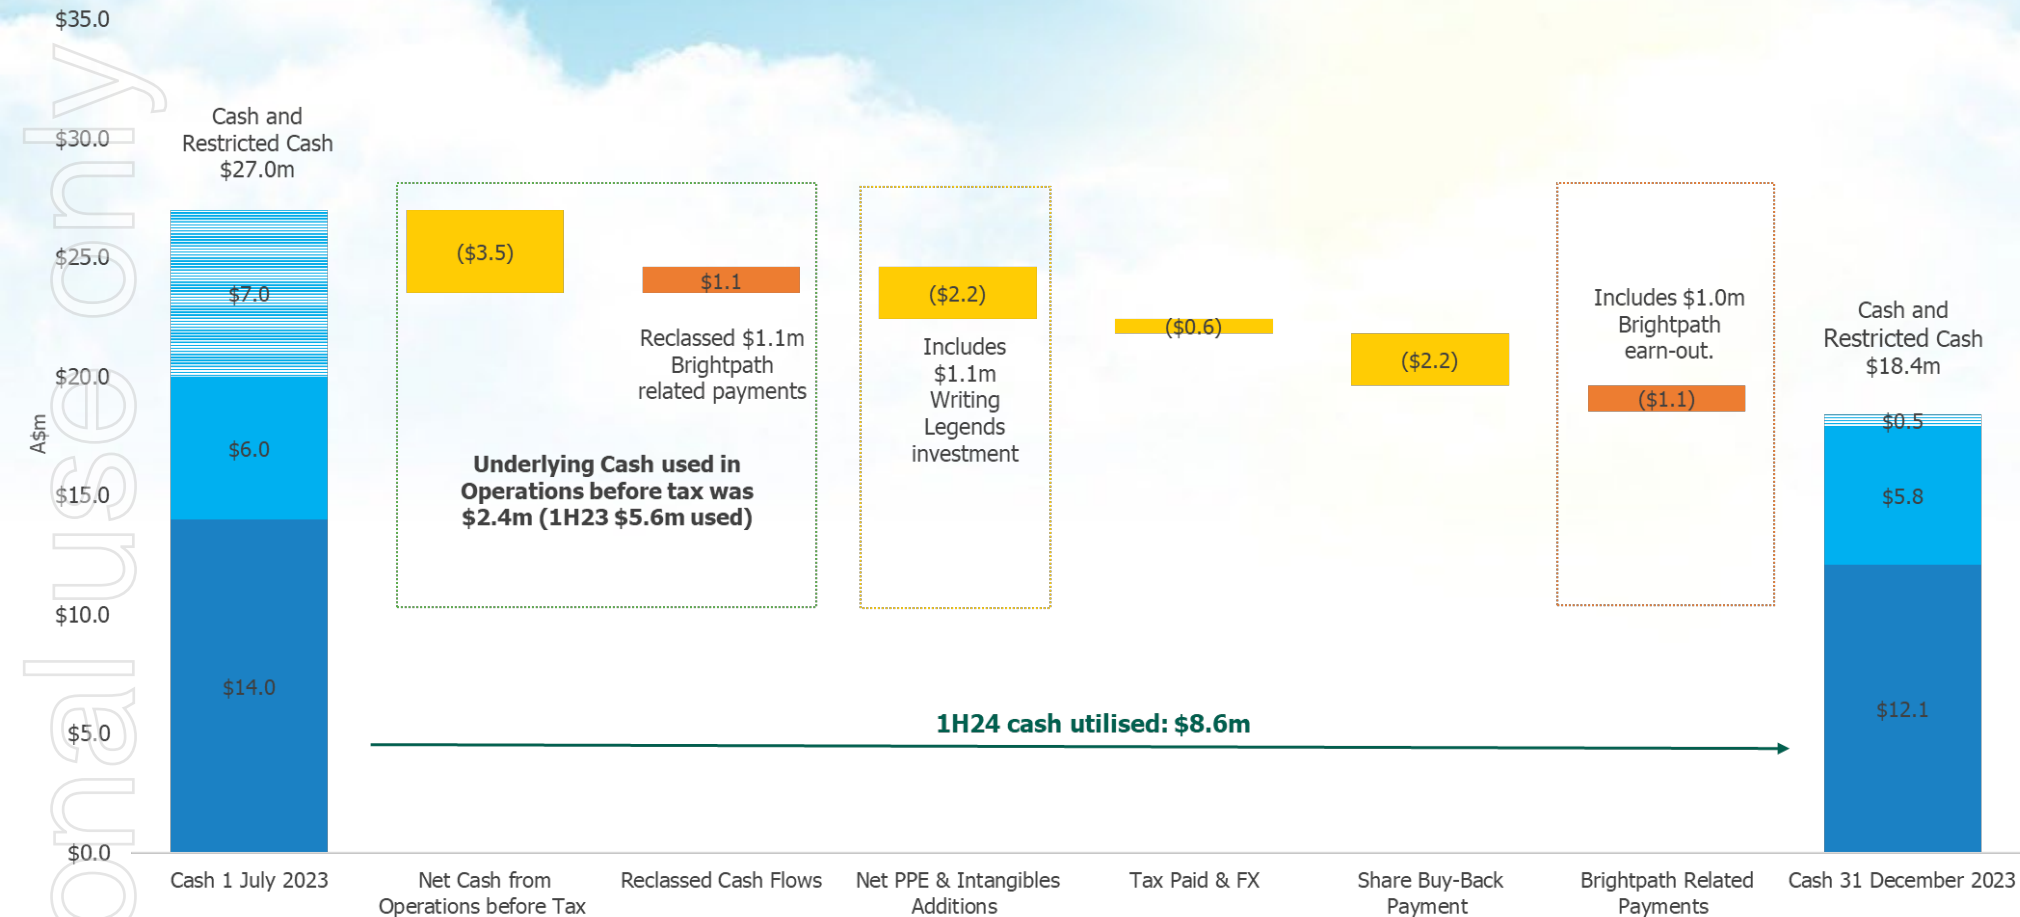 $35.0
$30.0
$25.0
$20.0
$15.0
$10.0
$5.0
$0.0
A$m
onal use only
Cash and
Restricted Cash
$27.0m
$7.0
$6.0
$14.0
($3.5)
$1.1
Reclassed $1.1m
Brightpath
related payments
Underlying Cash used in
Operations before tax was
$2.4m (1H23 $5.6m used)
($2.2)
Includes
$1.1m
Writing
Legends
investment
($0.6)
($2.2)
Includes $1.0m
Brightpath
earn-out.
($1.1)
Cash and
Restricted Cash
$18.4m
$0.5
$5.8
$12.1
1H24 cash utilised: $8.6m
Cash 1 July 2023
Net Cash from
Operations before Tax
Reclassed Cash Flows
Net PPE & Intangibles
Additions
Tax Paid & FX
Share Buy-Back
Payment
Brightpath Related
Payments
Cash 31 December 2023